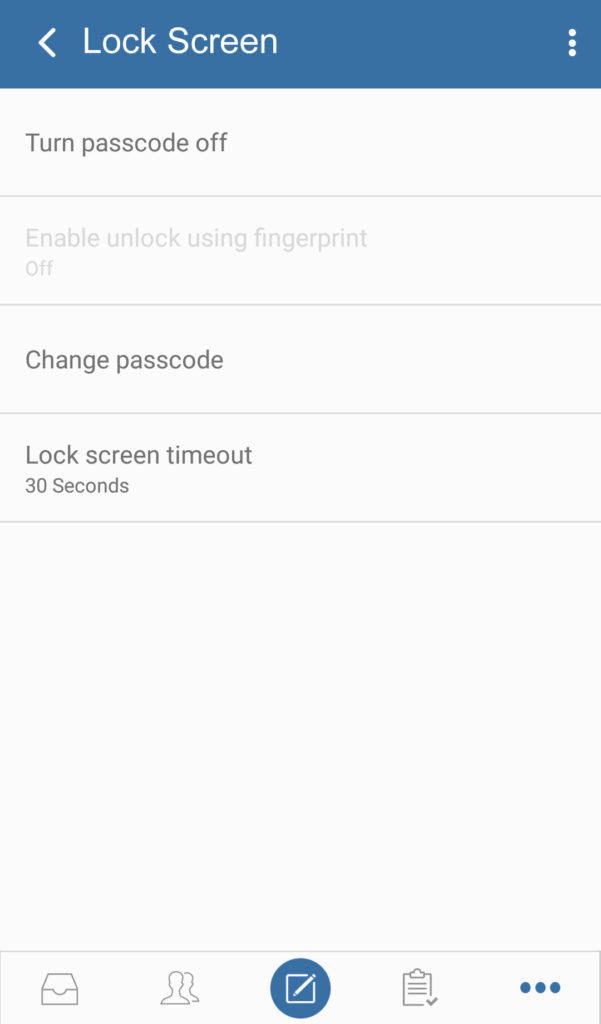 Lock Screen
Turn passcode off
Enable unlock using fingerprint
Off
Change passcode
Lock screen timeout
30 Seconds